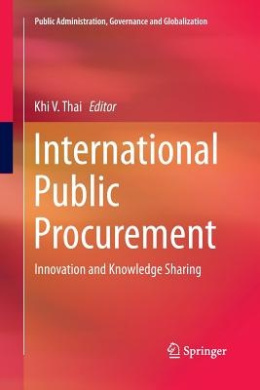 Public Administration, Governance and Globalization
Khi V. Thai Editor
International
Public
Procurement
Innovation and Knowledge Sharing
Springer